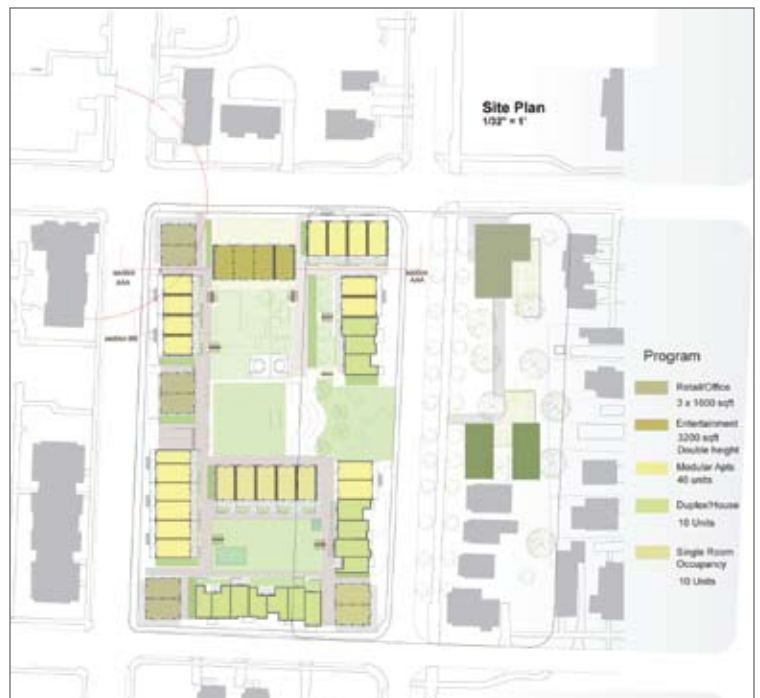 Site Plan
1/32" = 1'
section
AAA
section
AAA
section BB
Program
Retail/Office
3 x 1600 sqft
Entertainment
3200 sqft
Double height
Modular Apts
40 units
Duplex/House
16 Units
Single Room
Occupancy
10 Units